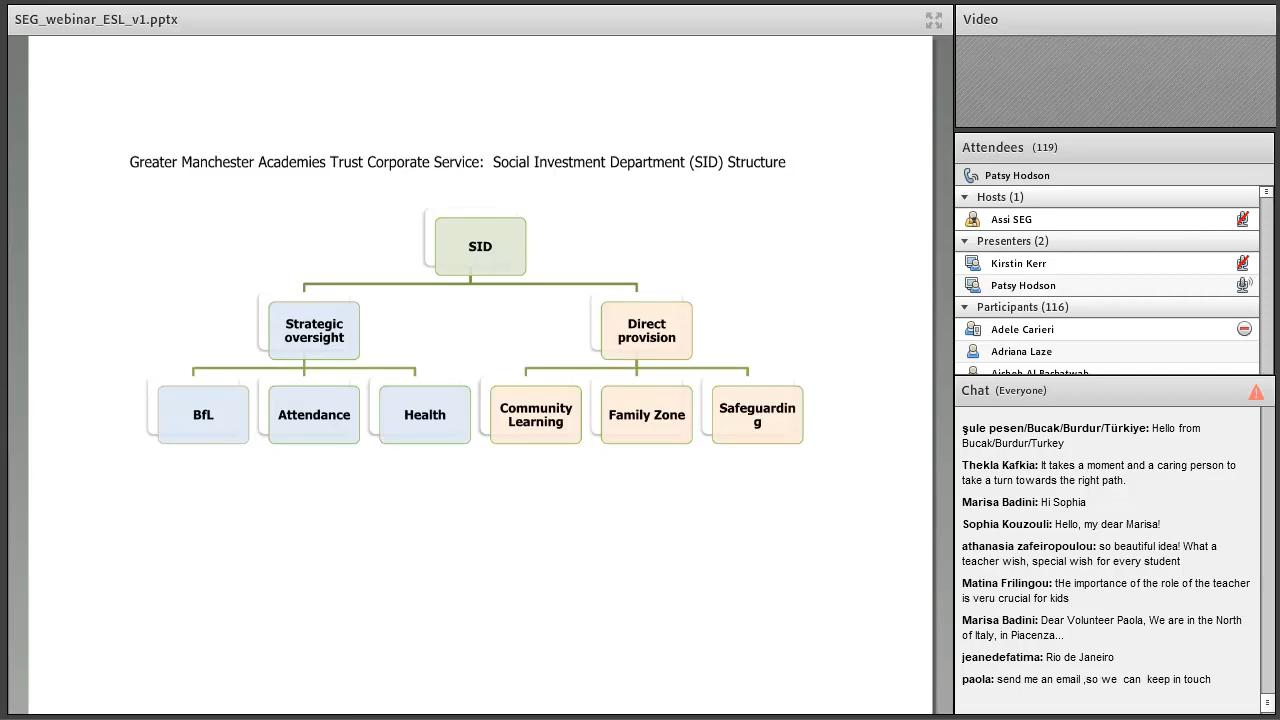 SEG_webinar_ESL_v1.pptx
Greater Manchester Academies Trust Corporate Service:  Social Investment Department (SID) Structure
SID
Strategic
oversight
Direct
provision
BfL
Attendance
Health
Community
Learning
Family Zone
Safeguardin
g
Video
Attendees (119)
Patsy Hodson
Hosts (1)
Assi SEG
Presenters (2)
Kirstin Kerr
Patsy Hodson
Participants (116)
Adele Carieri
Adriana Laze
Chat (Everyone)
şule pesen/Bucak/Burdur/Türkiye: Hello from
Bucak/Burdur/Turkey
Thekla Kafkia: It takes a moment and a caring person to
take a turn towards the right path.
Marisa Badini: Hi Sophia
Sophia Kouzouli: Hello, my dear Marisa!
athanasia zafeiropoulou: so beautiful idea! What a
teacher wish, special wish for every student
Matina Frilingou: tHe importance of the role of the teacher
is veru crucial for kids
Marisa Badini: Dear Volunteer Paola, We are in the North
of Italy, in Piacenza...
jeanedefatima: Rio de Janeiro
paola: send me an email ,so we  can  keep in touch